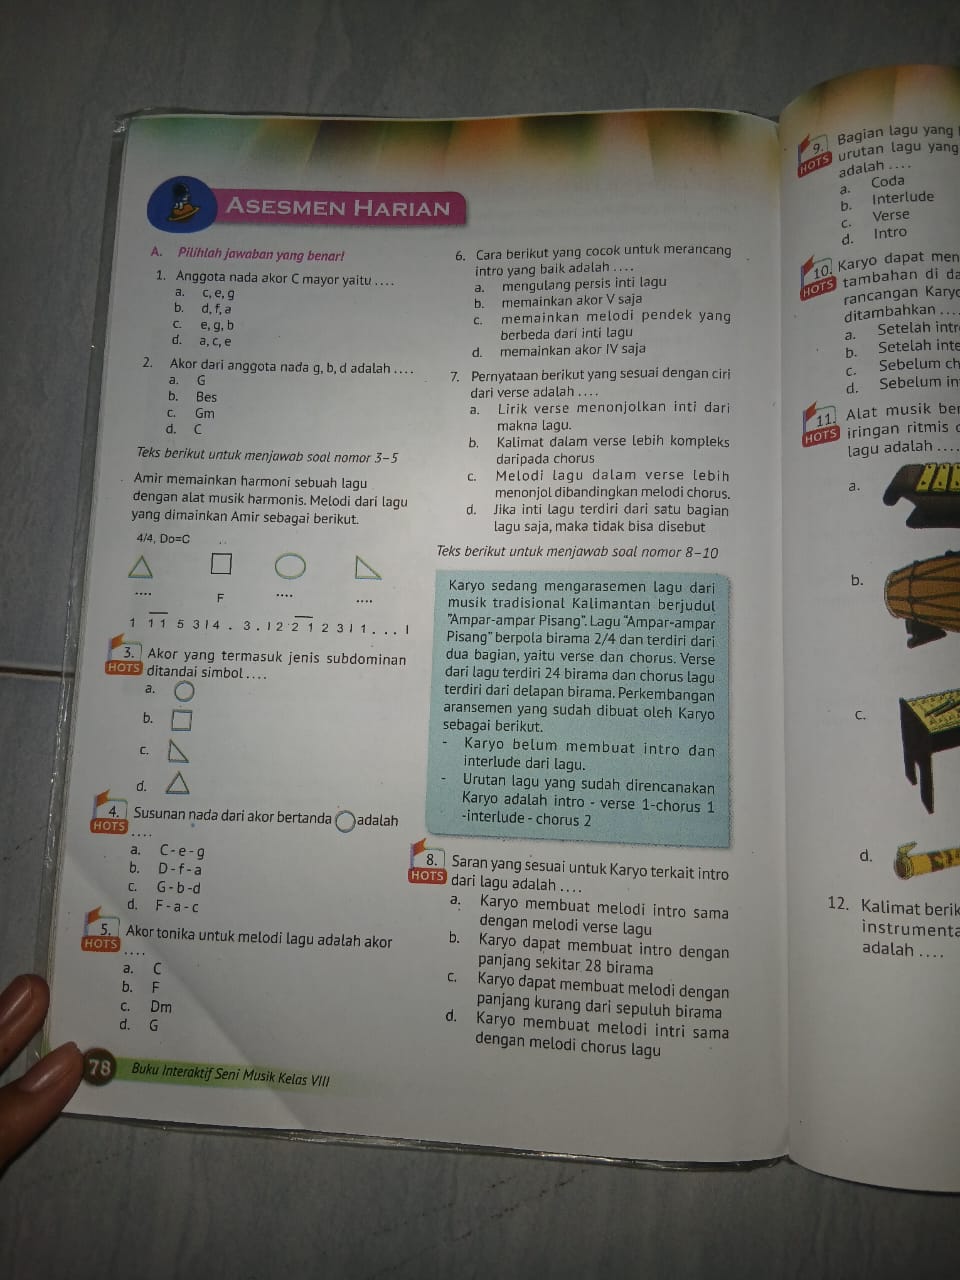 ASESMEN HARIAN
A. Pilihlah jawaban yang benar!
1. Anggota nada akor C mayor yaitu . . . .
a. c, e, g
b. d, f, a
c. e, g, b
d. a, c, e
2. Akor dari anggota nada g, b, d adalah . . . .
a. G
b. Bes
c. Gm
d. C
Teks berikut untuk menjawab soal nomor 3–5
Amir memainkan harmoni sebuah lagu
dengan alat musik harmonis. Melodi dari lagu
yang dimainkan Amir sebagai berikut.
4/4, Do=C
.... F .... ....
1 1 1 5 3 I 4 . 3 . I 2 2 1 2 3 I 1 . . . I
3. Akor yang termasuk jenis subdominan
HOTS ditandai simbol . . . .
a.
b.
c.
d.
4. Susunan nada dari akor bertanda adalah
HOTS . . . .
a. C - e - g
b. D - f - a
c. G - b - d
d. F - a - c
5. Akor tonika untuk melodi lagu adalah akor
HOTS . . . .
a. C
b. F
c. Dm
d. G
78 Buku Interaktif Seni Musik Kelas VIII
6. Cara berikut yang cocok untuk merancang
intro yang baik adalah . . . .
a. mengulang persis inti lagu
b. memainkan akor V saja
c. memainkan melodi pendek yang
berbeda dari inti lagu
d. memainkan akor IV saja
7. Pernyataan berikut yang sesuai dengan ciri
dari verse adalah . . . .
a. Lirik verse menonjolkan inti dari
makna lagu.
b. Kalimat dalam verse lebih kompleks
daripada chorus
c. Melodi lagu dalam verse lebih
menonjol dibandingkan melodi chorus.
d. Jika inti lagu terdiri dari satu bagian
lagu saja, maka tidak bisa disebut
Teks berikut untuk menjawab soal nomor 8–10
Karyo sedang mengarasemen lagu dari
musik tradisional Kalimantan berjudul
"Ampar-ampar Pisang". Lagu "Ampar-ampar
Pisang" berpola birama 2/4 dan terdiri dari
dua bagian, yaitu verse dan chorus. Verse
dari lagu terdiri 24 birama dan chorus lagu
terdiri dari delapan birama. Perkembangan
aransemen yang sudah dibuat oleh Karyo
sebagai berikut.
- Karyo belum membuat intro dan
interlude dari lagu.
- Urutan lagu yang sudah direncanakan
Karyo adalah intro - verse 1-chorus 1
-interlude - chorus 2
8. Saran yang sesuai untuk Karyo terkait intro
HOTS dari lagu adalah . . . .
a. Karyo membuat melodi intro sama
dengan melodi verse lagu
b. Karyo dapat membuat intro dengan
panjang sekitar 28 birama
c. Karyo dapat membuat melodi dengan
panjang kurang dari sepuluh birama
d. Karyo membuat melodi intri sama
dengan melodi chorus lagu
9. Bagian lagu yang
HOTS urutan lagu yang
adalah . . . .
a. Coda
b. Interlude
c. Verse
d. Intro
10. Karyo dapat men
HOTS tambahan di da
rancangan Karyo
ditambahkan . . . .
a. Setelah intr
b. Setelah inte
c. Sebelum ch
d. Sebelum in
11. Alat musik ber
HOTS iringan ritmis
lagu adalah . . . .
a.
b.
c.
d.
12. Kalimat berik
instrumenta
adalah . . . .